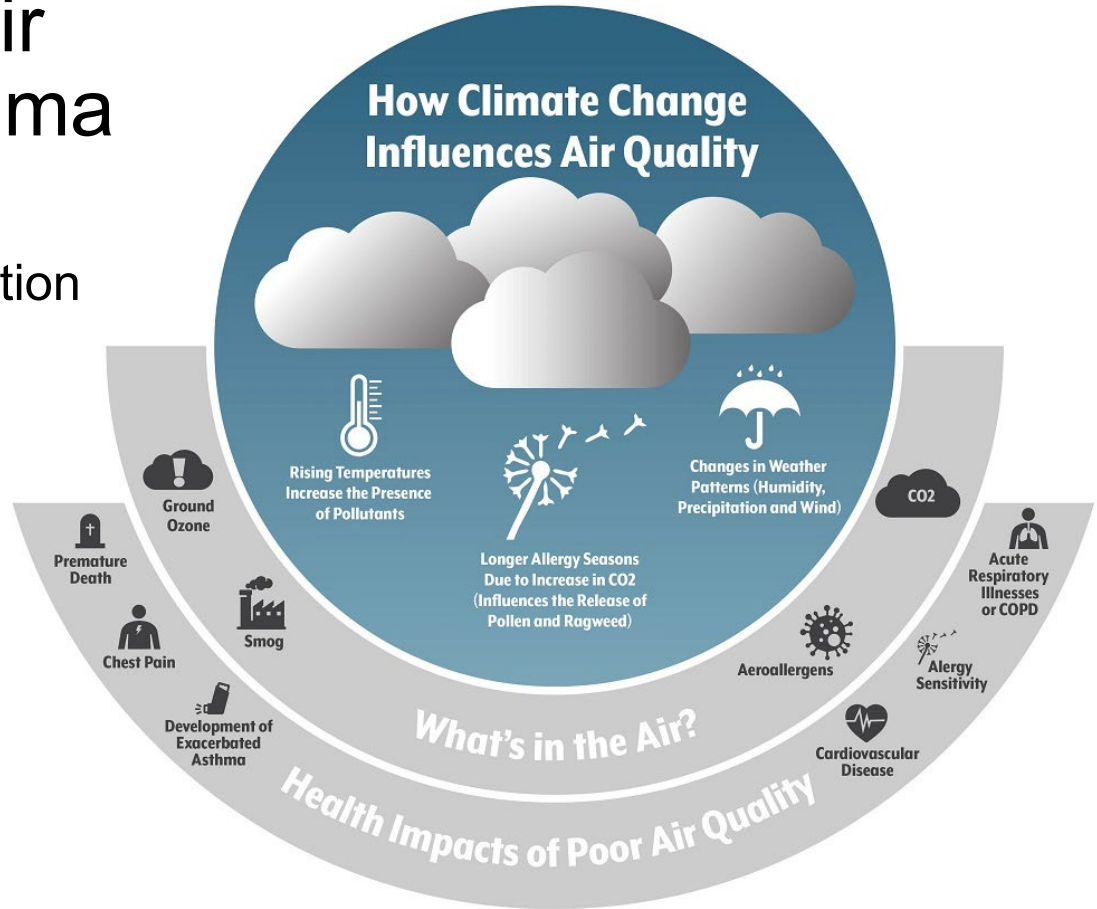 ir
ma
tion
How Climate Change
Influences Air Quality
Rising Temperatures
Increase the Presence
of Pollutants
Longer Allergy Seasons
Due to Increase in CO2
(Influences the Release of
Pollen and Ragweed)
Changes in Weather
Patterns (Humidity,
Precipitation and Wind)
Ground
Ozone
Smog
Aeroallergens
CO2
What's in the Air?
Premature
Death
Chest Pain
Development of
Exacerbated
Asthma
Cardiovascular
Disease
Alergy
Sensitivity
Acute
Respiratory
Illnesses
or COPD
Health Impacts of Poor Air Quality